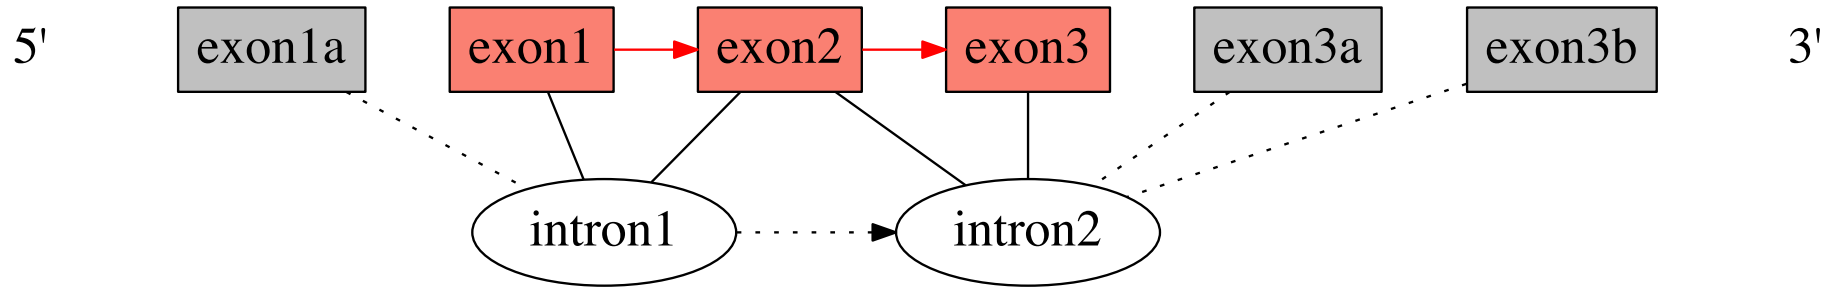 5' exon1a exon1 exon2 exon3 exon3a exon3b 3'
intron1 intron2